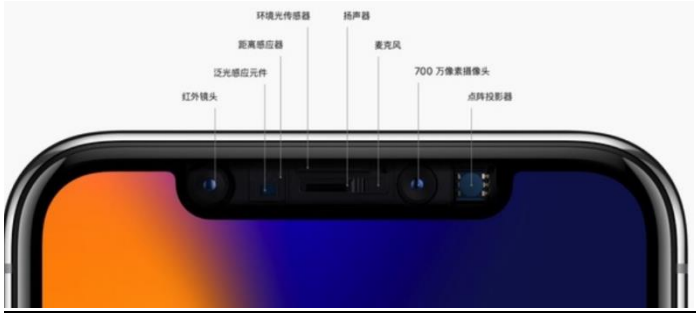 环境光传感器 扬声器
距离感应器 麦克风
泛光感应元件 700 万像素摄像头
红外镜头 点阵投影器